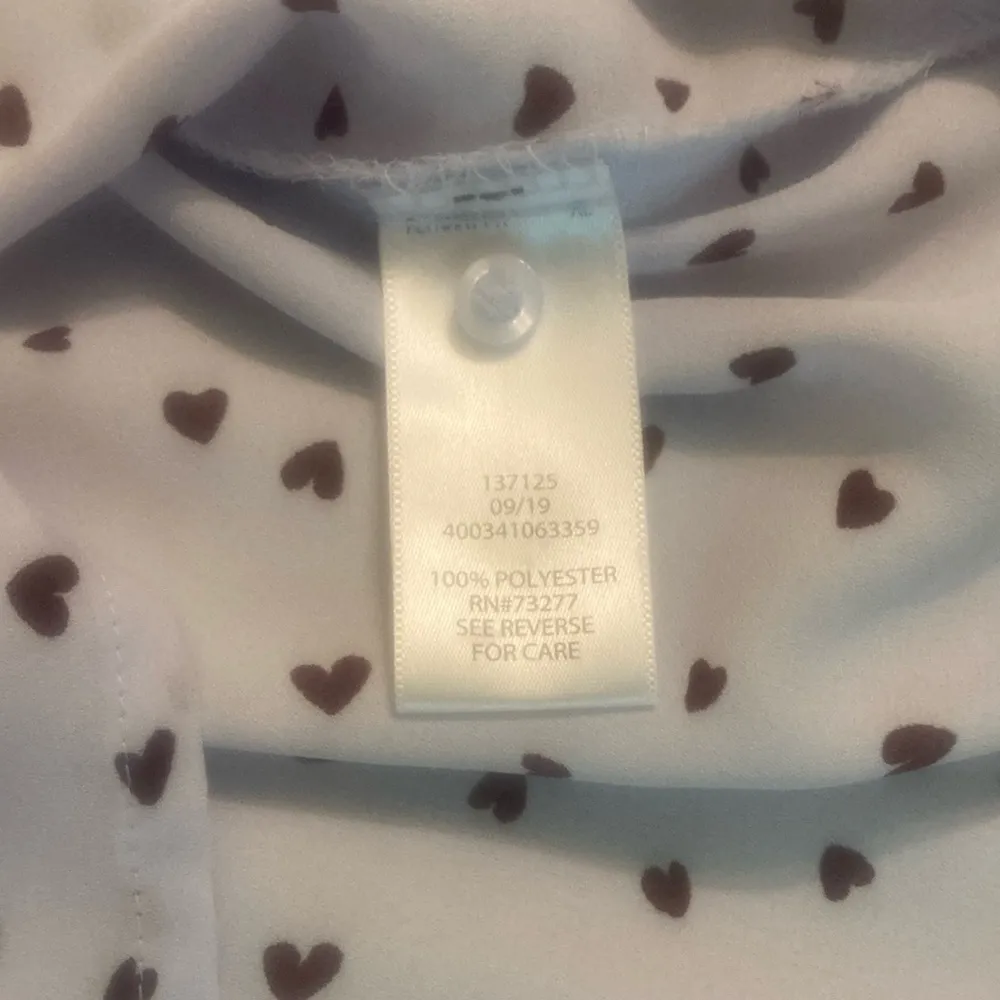 137125
09/19
400341063359
100% POLYESTER
RN#73277
SEE REVERSE
FOR CARE